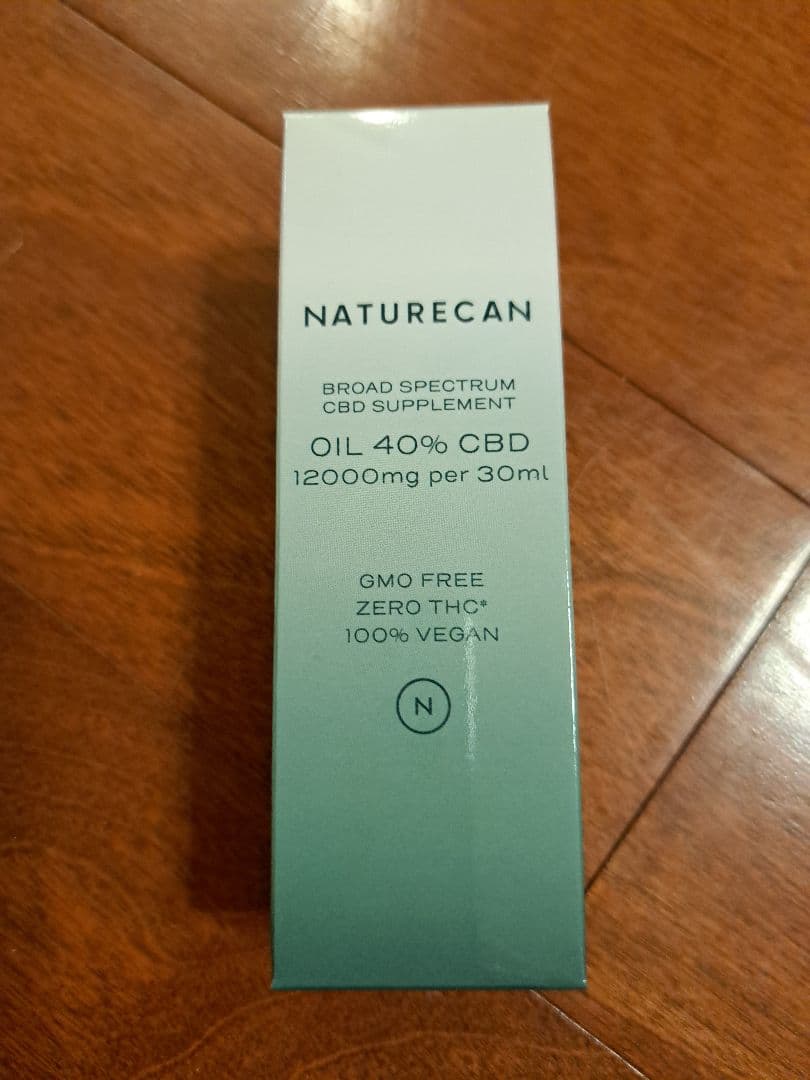 NATURECAN
BROAD SPECTRUM
CBD SUPPLEMENT
OIL 40% CBD
12000mg per 30ml
GMO FREE
ZERO THC*
100% VEGAN
N